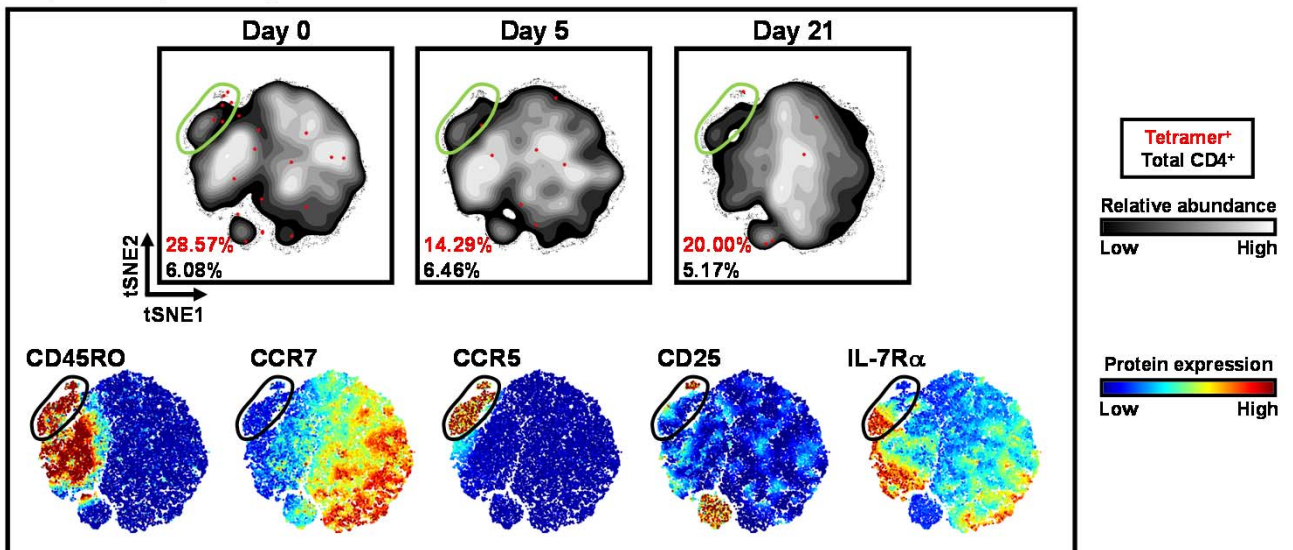 Day 0
Day 5
Day 21
28.57%
6.08%
14.29%
6.46%
20.00%
5.17%
tSNE2
tSNE1
Tetramer⁺
Total CD4⁺
Relative abundance
Low High
CD45RO
CCR7
CCR5
CD25
IL-7Rα
Protein expression
Low High